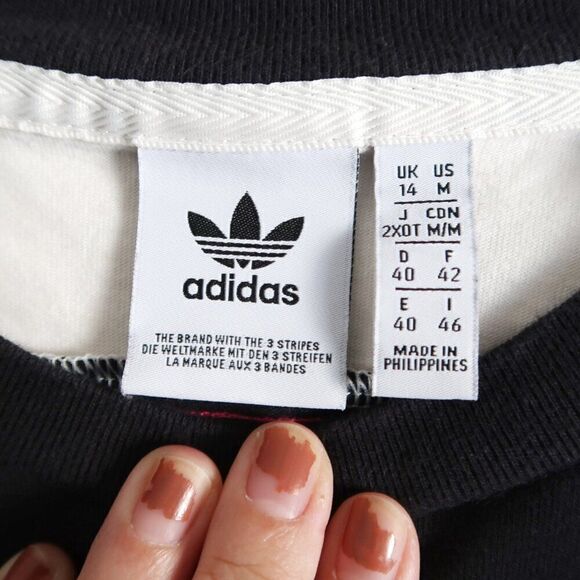 adidas
THE BRAND WITH THE 3 STRIPES
DIE WELTMARKE MIT DEN 3 STREIFEN
LA MARQUE AUX 3 BANDES
UK US
14 M
J CDN
2XOT M/M
D F
40 42
E I
40 46
MADE IN
PHILIPPINES